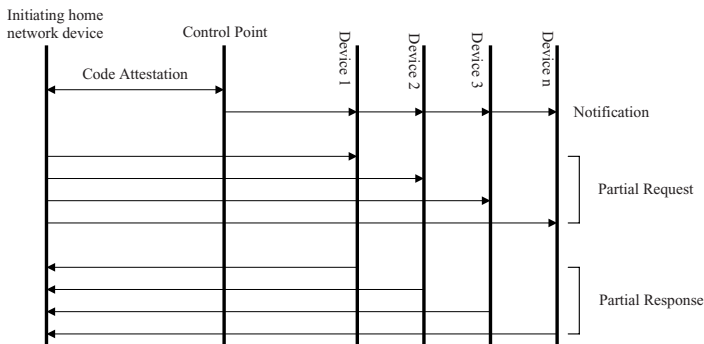 Initiating home
network device
Control Point
Device 1
Device 2
Device 3
Device n
Code Attestation
Notification
Partial Request
Partial Response